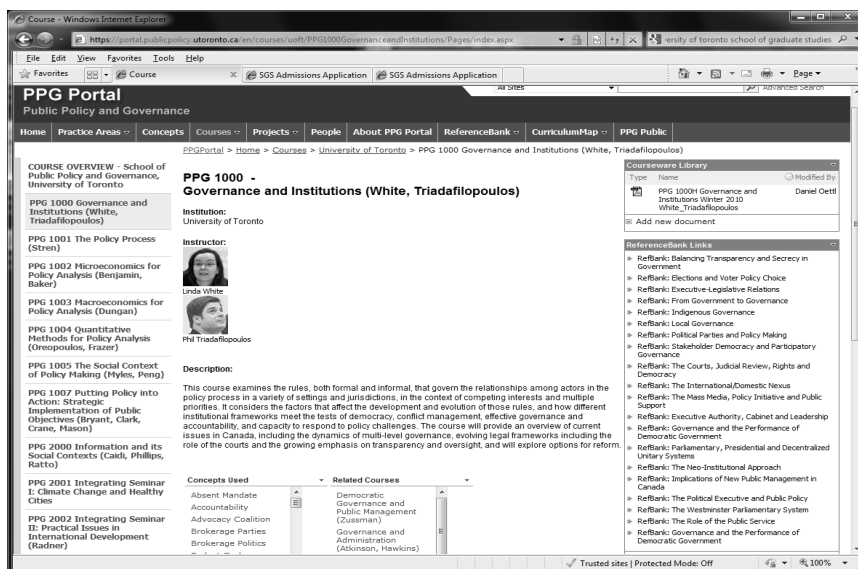 Course - Windows Internet Explorer
https://portal.publicpolicy.utoronto.ca/en/courses/uoft/PPG1000GovernanceandInstitutions/Pages/index.aspx
ersity of toronto school of graduate studies
File Edit View Favorites Tools Help
Favorites
Course
SGS Admissions Application
SGS Admissions Application
Page
PPG Portal
All Sites
Advanced Search
Public Policy and Governance
Home Practice Areas Concepts Courses Projects People About PPG Portal ReferenceBank CurriculumMap PPG Public
PPGPortal > Home > Courses > University of Toronto > PPG 1000 Governance and Institutions (White, Triadafilopoulos)
COURSE OVERVIEW - School of
Public Policy and Governance,
University of Toronto
PPG 1000 Governance and
Institutions (White,
Triadafilopoulos)
PPG 1001 The Policy Process
(Stren)
PPG 1002 Microeconomics for
Policy Analysis (Benjamin,
Baker)
PPG 1003 Macroeconomics for
Policy Analysis (Dungan)
PPG 1004 Quantitative
Methods for Policy Analysis
(Oreopoulos, Frazer)
PPG 1005 The Social Context
of Policy Making (Myles, Peng)
PPG 1007 Putting Policy into
Action: Strategic
Implementation of Public
Objectives (Bryant, Clark,
Crane, Mason)
PPG 2000 Information and its
Social Contexts (Caidi, Phillips,
Ratto)
PPG 2001 Integrating Seminar
I: Climate Change and Healthy
Cities
PPG 2002 Integrating Seminar
II: Practical Issues in
International Development
(Radner)
PPG 1000 -
Governance and Institutions (White, Triadafilopoulos)
Institution:
University of Toronto
Instructor:
Linda White
Phil Triadafilopoulos
Description:
This course examines the rules, both formal and informal, that govern the relationships among actors in the
policy process in a variety of settings and jurisdictions, in the context of competing interests and multiple
priorities. It considers the factors that affect the development and evolution of those rules, and how different
institutional frameworks meet the tests of democracy, conflict management, effective governance and
accountability, and capacity to respond to policy challenges. The course will provide an overview of current
issues in Canada, including the dynamics of multi-level governance, evolving legal frameworks including the
role of the courts and the growing emphasis on transparency and oversight, and will explore options for reform.
Concepts Used
Absent Mandate
Accountability
Advocacy Coalition
Brokerage Parties
Brokerage Politics
Related Courses
Democratic
Governance and
Public Management
(Zussman)
Governance and
Administration
(Atkinson, Hawkins)
Courseware Library
Type Name Modified By
PPG 1000H Governance and
Institutions Winter 2010
White_Triadafilopoulos
Daniel Oettl
Add new document
ReferenceBank Links
RefBank: Balancing Transparency and Secrecy in
Government
RefBank: Elections and Voter Policy Choice
RefBank: Executive-Legislative Relations
RefBank: From Government to Governance
RefBank: Indigenous Governance
RefBank: Local Governance
RefBank: Political Parties and Policy Making
RefBank: Stakeholder Democracy and Participatory
Governance
RefBank: The Courts, Judicial Review, Rights and
Democracy
RefBank: The International/Domestic Nexus
RefBank: The Mass Media, Policy Initiative and Public
Support
RefBank: Executive Authority, Cabinet and Leadership
RefBank: Governance and the Performance of
Democratic Government
RefBank: Parliamentary, Presidential and Decentralized
Unitary Systems
RefBank: The Neo-Institutional Approach
RefBank: Implications of New Public Management in
Canada
RefBank: The Political Executive and Public Policy
RefBank: The Westminster Parliamentary System
RefBank: The Role of the Public Service
RefBank: Governance and the Performance of
Democratic Government
Trusted sites | Protected Mode: Off
100%